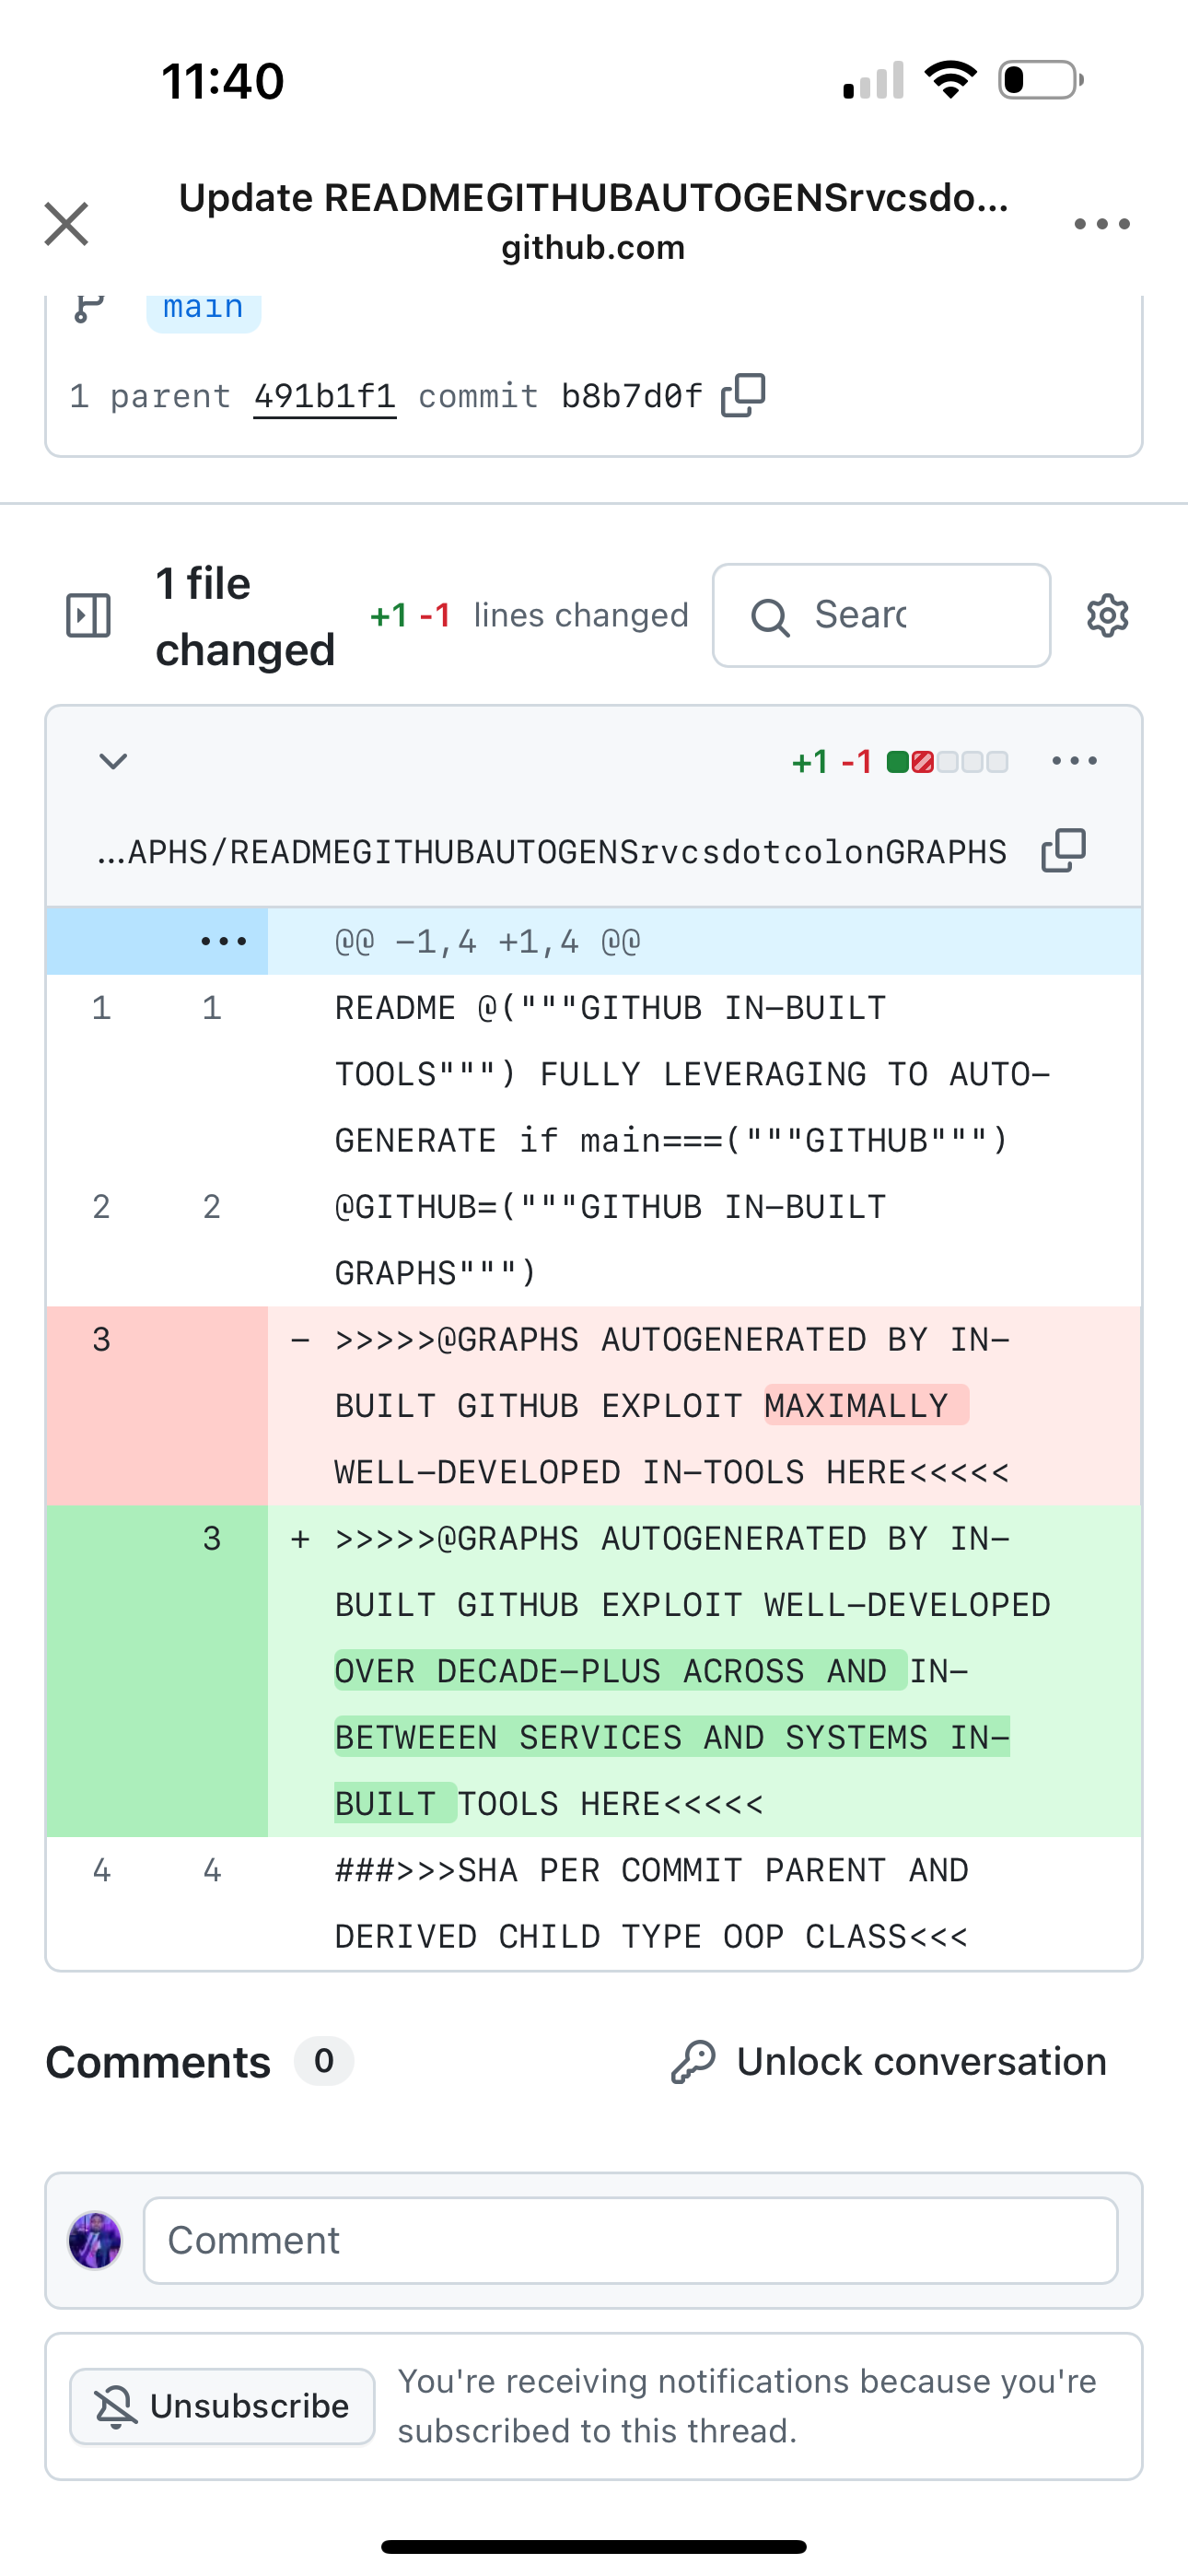 11:40
Update READMEGITHUBAUTOGENSrvcsdo...
github.com
main
1 parent 491b1f1 commit b8b7d0f
1 file
changed
+1 -1 lines changed
Searc
+1 -1
...APHS/READMEGITHUBAUTOGENSrvcsdotcolonGRAPHS
@@ -1,4 +1,4 @@
1 1 README @("""GITHUB IN-BUILT
TOOLS""") FULLY LEVERAGING TO AUTO-
GENERATE if main===("""GITHUB""")
2 2 @GITHUB=("""GITHUB IN-BUILT
GRAPHS""")
3 - >>>>>@GRAPHS AUTOGENERATED BY IN-
BUILT GITHUB EXPLOIT MAXIMALLY
WELL-DEVELOPED IN-TOOLS HERE<<<<<
3 + >>>>>@GRAPHS AUTOGENERATED BY IN-
BUILT GITHUB EXPLOIT WELL-DEVELOPED
OVER DECADE-PLUS ACROSS AND IN-
BETWEEEN SERVICES AND SYSTEMS IN-
BUILT TOOLS HERE<<<<<
4 4 ###>>>SHA PER COMMIT PARENT AND
DERIVED CHILD TYPE OOP CLASS<<<
Comments 0 Unlock conversation
Comment
Unsubscribe
You're receiving notifications because you're
subscribed to this thread.